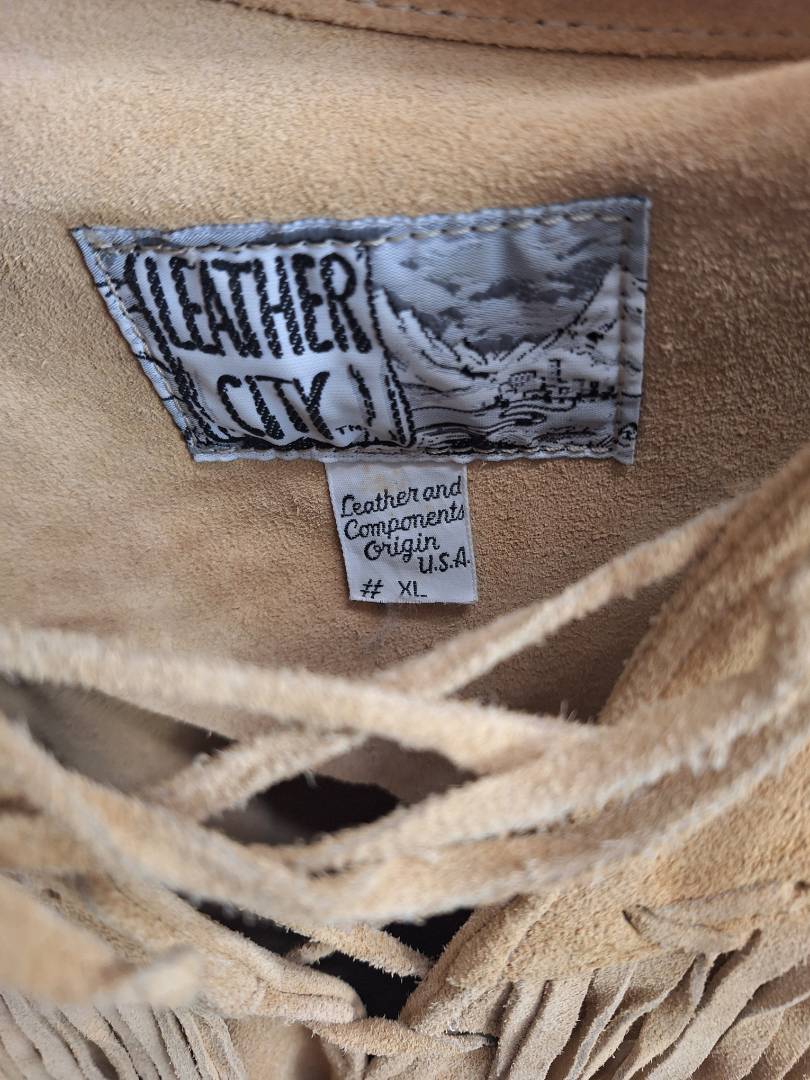 LEATHER
CITY
™
Leather and
Components
Origin
U.S.A.
# XL